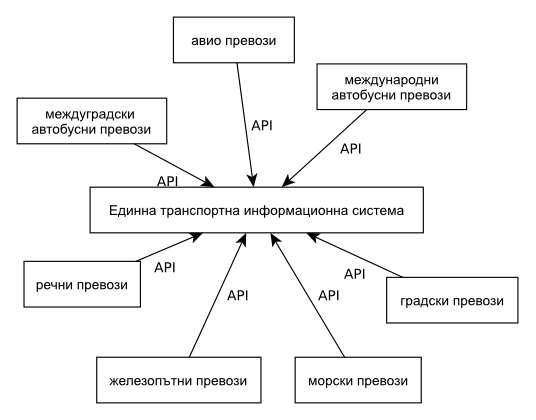 авио превози
международни
автобусни превози
междуградски
автобусни превози
API
API
API
Единна транспортна информационна система
API
API
API
API
речни превози
градски превози
железопътни превози
морски превози